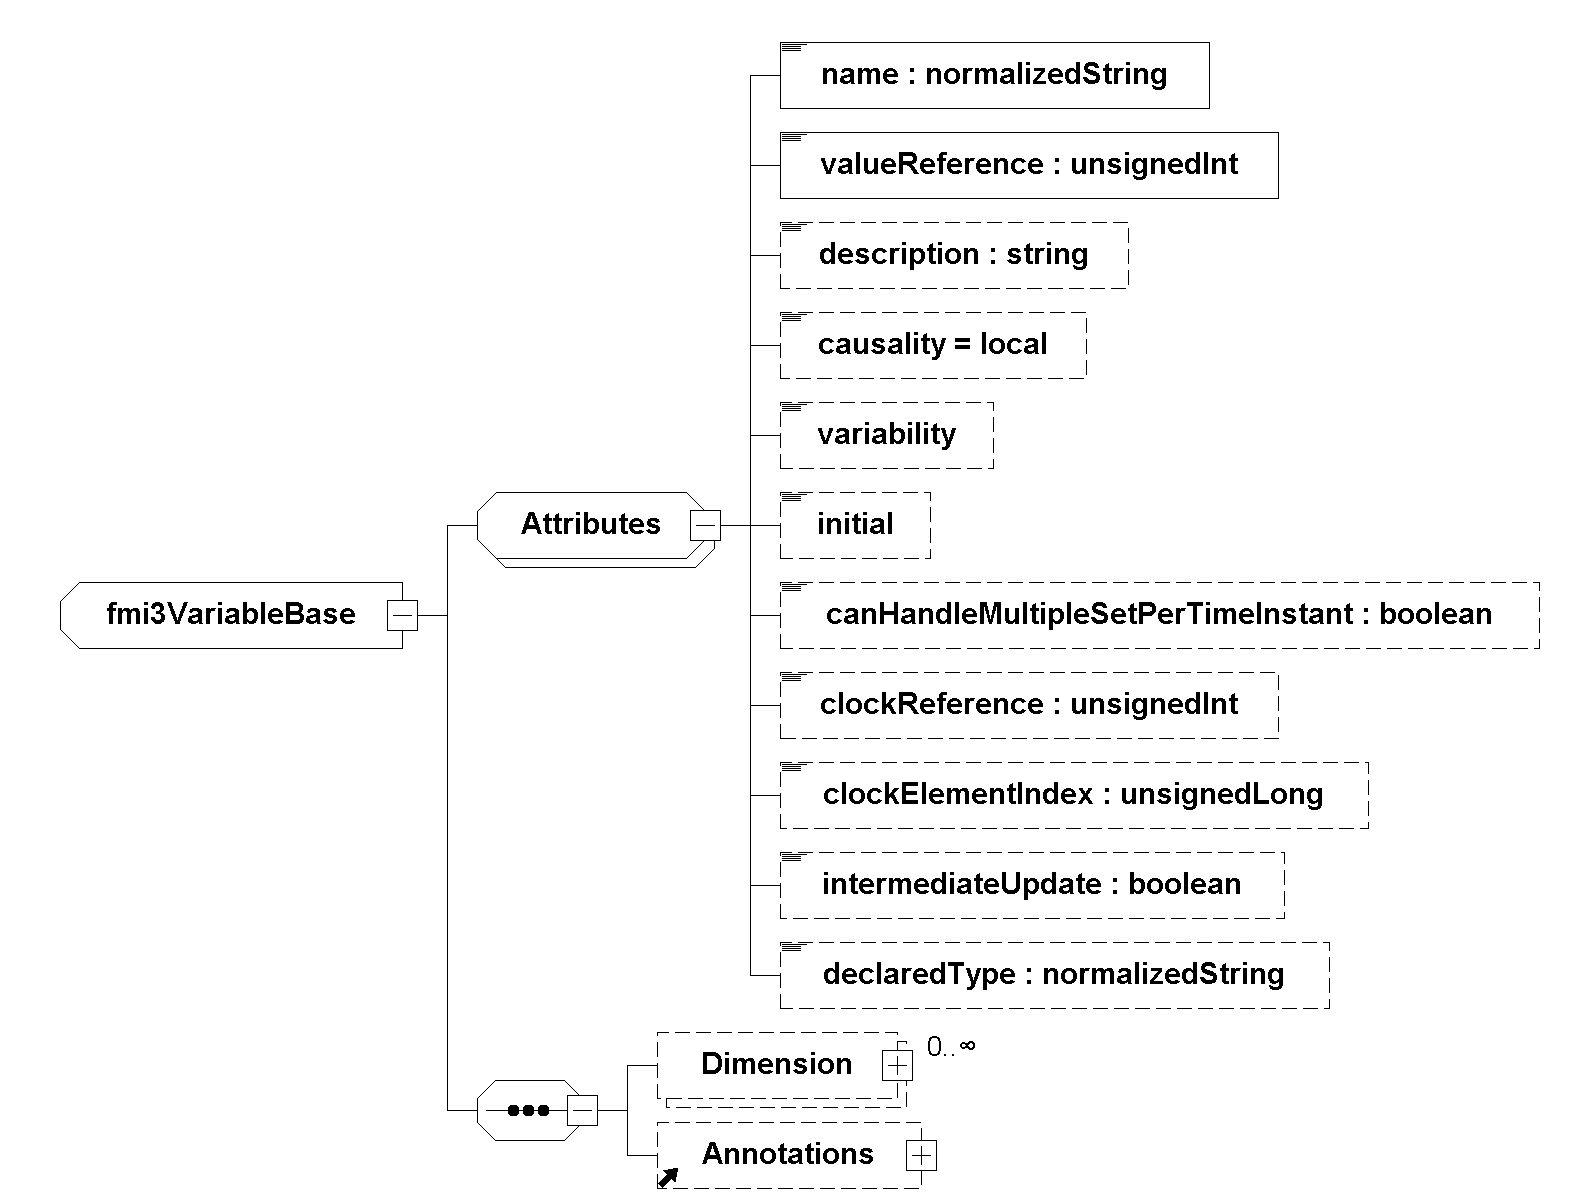 name : normalizedString
valueReference : unsignedInt
description : string
causality = local
variability
initial
Attributes
canHandleMultipleSetPerTimeInstant : boolean
fmi3VariableBase
clockReference : unsignedInt
clockElementIndex : unsignedLong
intermediateUpdate : boolean
declaredType : normalizedString
Dimension
0..∞
Annotations